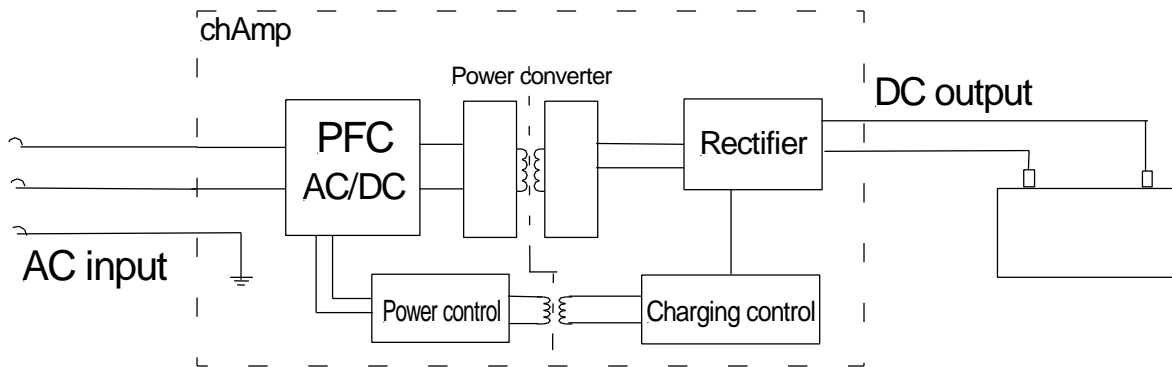 chAmp
Power converter
DC output
PFC
AC/DC
Rectifier
AC input
Power control
Charging control